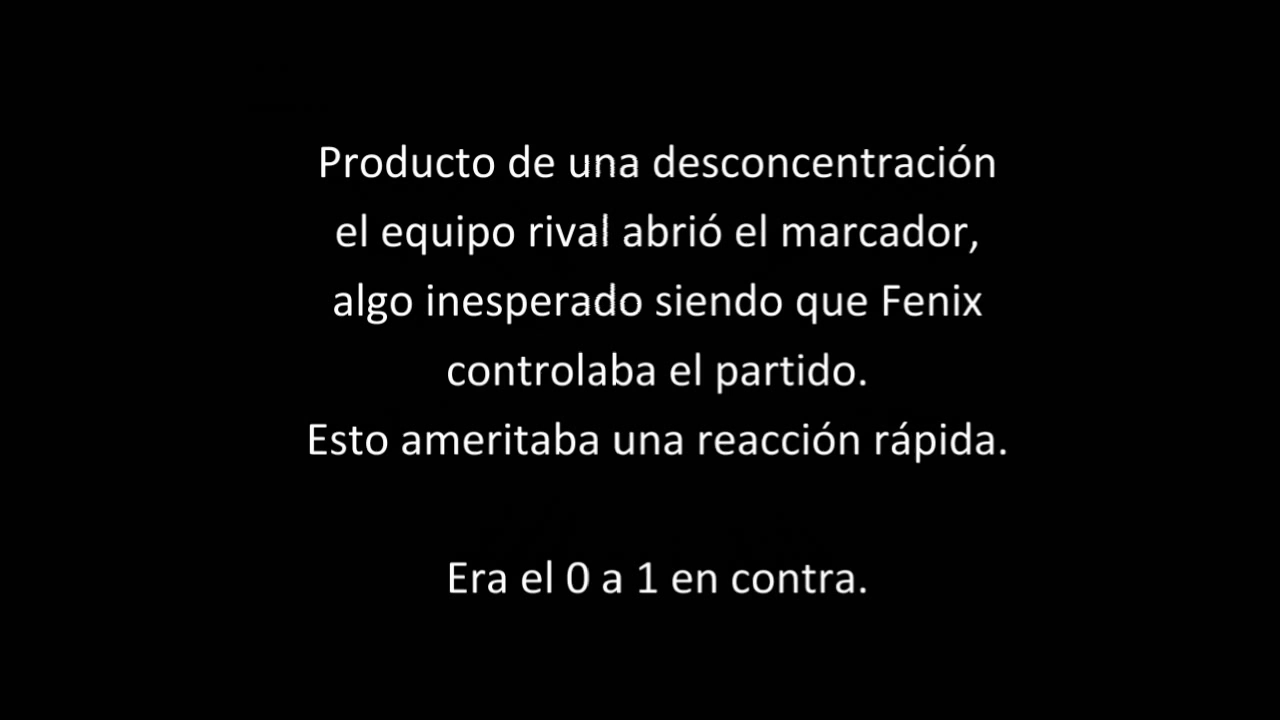 Producto de una desconcentración
el equipo rival abrió el marcador,
algo inesperado siendo que Fenix
controlaba el partido.
Esto ameritaba una reacción rápida.
Era el 0 a 1 en contra.